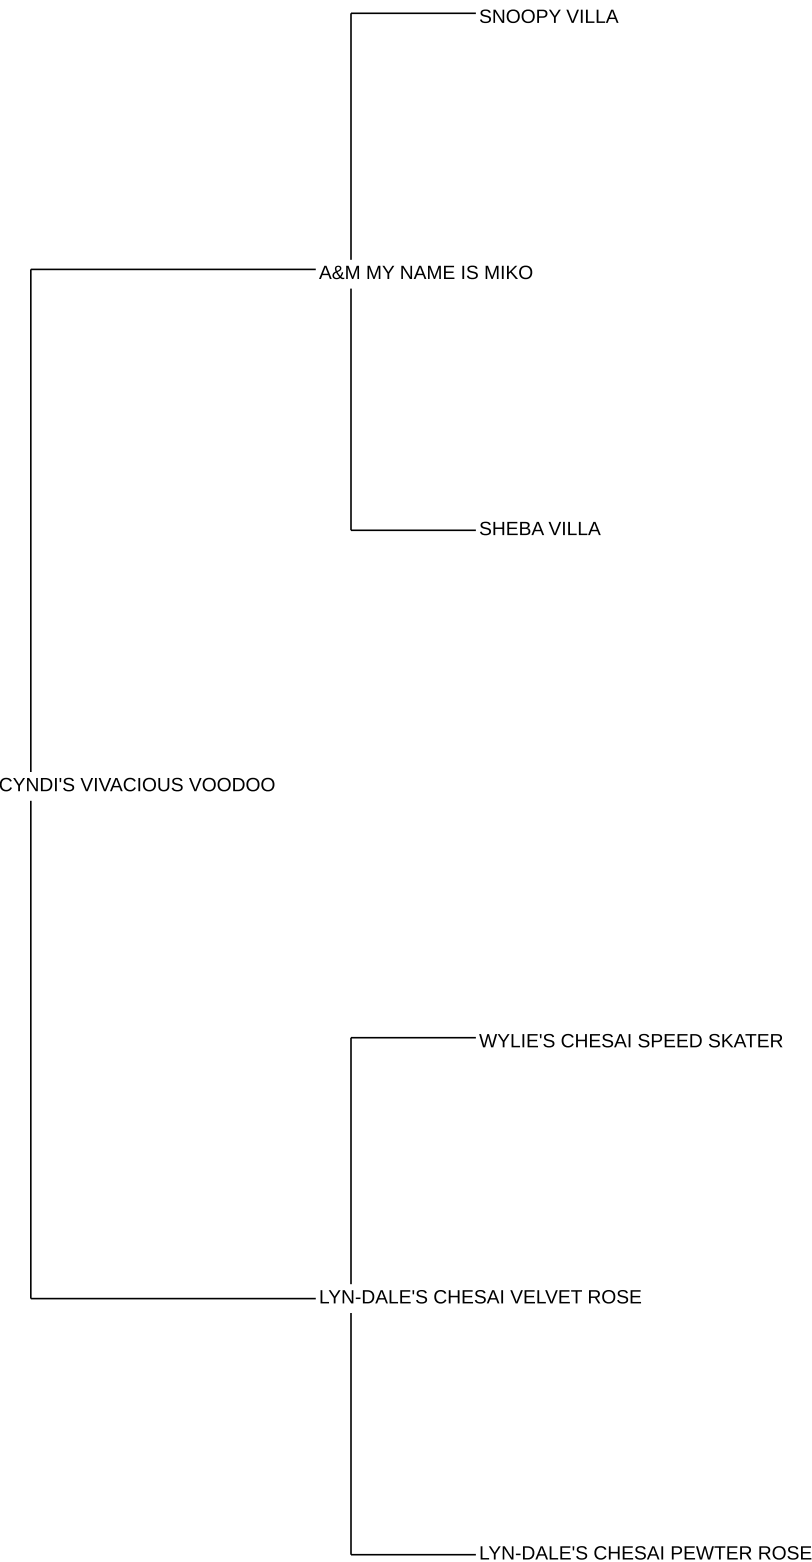 SNOOPY VILLA
A&M MY NAME IS MIKO
SHEBA VILLA
CYNDI'S VIVACIOUS VOODOO
WYLIE'S CHESAI SPEED SKATER
LYN-DALE'S CHESAI VELVET ROSE
LYN-DALE'S CHESAI PEWTER ROSE